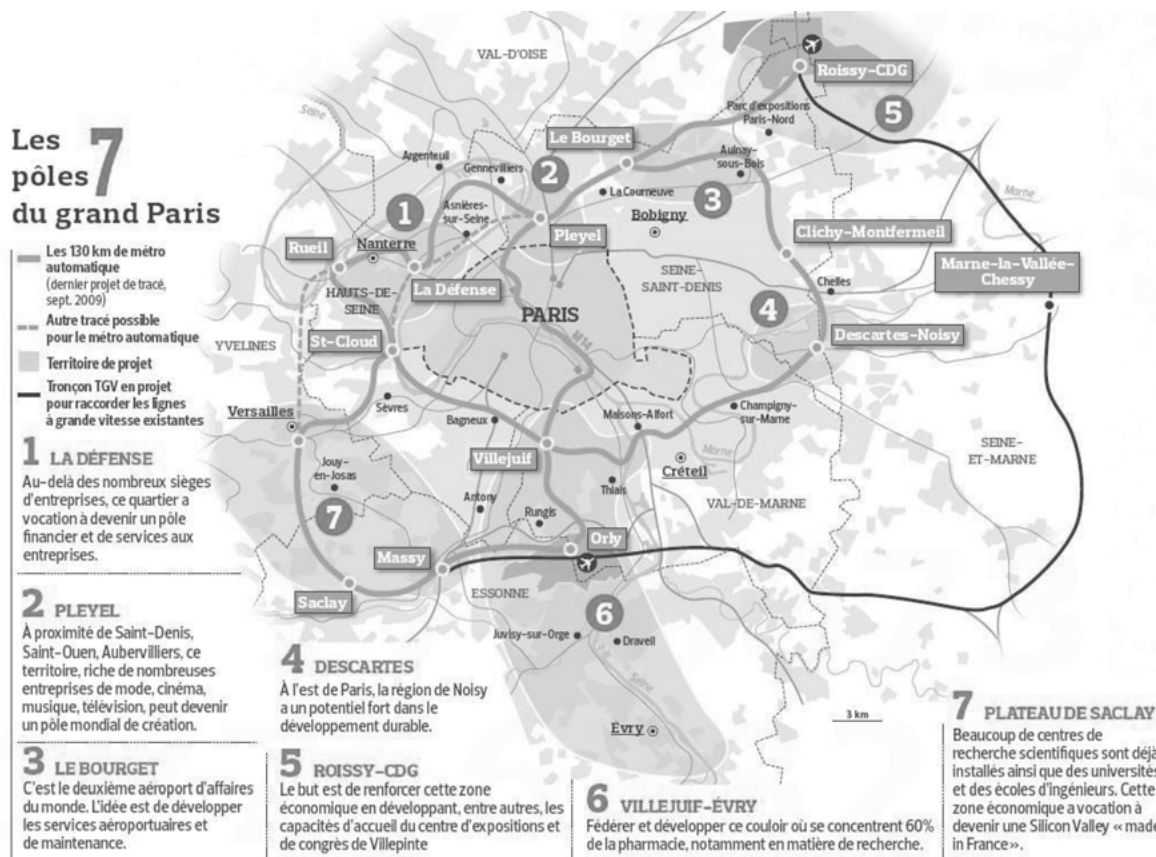 Les 7
pôles
du grand Paris
Les 130 km de métro
automatique
(dernier projet de tracé,
sept. 2009)
Autre tracé possible
pour le métro automatique
Territoire de projet
Tronçon TGV en projet
pour raccorder les lignes
à grande vitesse existantes
1 LA DÉFENSE
Au-delà des nombreux sièges
d'entreprises, ce quartier a
vocation à devenir un pôle
financier et de services aux
entreprises.
2 PLEYEL
À proximité de Saint-Denis,
Saint-Ouen, Aubervilliers, ce
territoire, riche de nombreuses
entreprises de mode, cinéma,
musique, télévision, peut devenir
un pôle mondial de création.
3 LE BOURGET
C'est le deuxième aéroport d'affaires
du monde. L'idée est de développer
les services aéroportuaires et
de maintenance.
4 DESCARTES
À l'est de Paris, la région de Noisy
a un potentiel fort dans le
développement durable.
5 ROISSY-CDG
Le but est de renforcer cette zone
économique en développant, entre autres, les
capacités d'accueil du centre d'expositions et
de congrès de Villepinte
6 VILLEJUIF-ÉVRY
Fédérer et développer ce couloir où se concentrent 60%
de la pharmacie, notamment en matière de recherche.
7 PLATEAU DE SACLAY
Beaucoup de centres de
recherche scientifiques sont déjà
installés ainsi que des universités
et des écoles d'ingénieurs. Cette
zone économique a vocation à
devenir une Silicon Valley « made
in France ».
VAL-D'OISE
Roissy-CDG
5
Seine
Parc d'expositions
Paris-Nord
Le Bourget
Argenteuil
Gennevilliers
2
Aulnay-
sous-Bois
La Courneuve
3
Marne
1
Asnières-
sur-Seine
Bobigny
Pleyel
Clichy-Montfermeil
Rueil
Nanterre
La Défense
SEINE-
SAINT-DENIS
Chelles
Marne-la-Vallée-
Chessy
HAUTS-DE-
SEINE
PARIS
4
St-Cloud
M14
Descartes-Noisy
YVELINES
Versailles
Sèvres
Bagneux
Maisons-Alfort
Champigny-
sur-Marne
Villejuif
Marne
Créteil
SEINE-
ET-MARNE
Jouy-
en-Josas
Thiais
VAL-DE-MARNE
7
Antony
Rungis
Massy
Orly
Saclay
ESSONNE
6
Juvisy-sur-Orge
Draveil
Seine
Évry
3 km